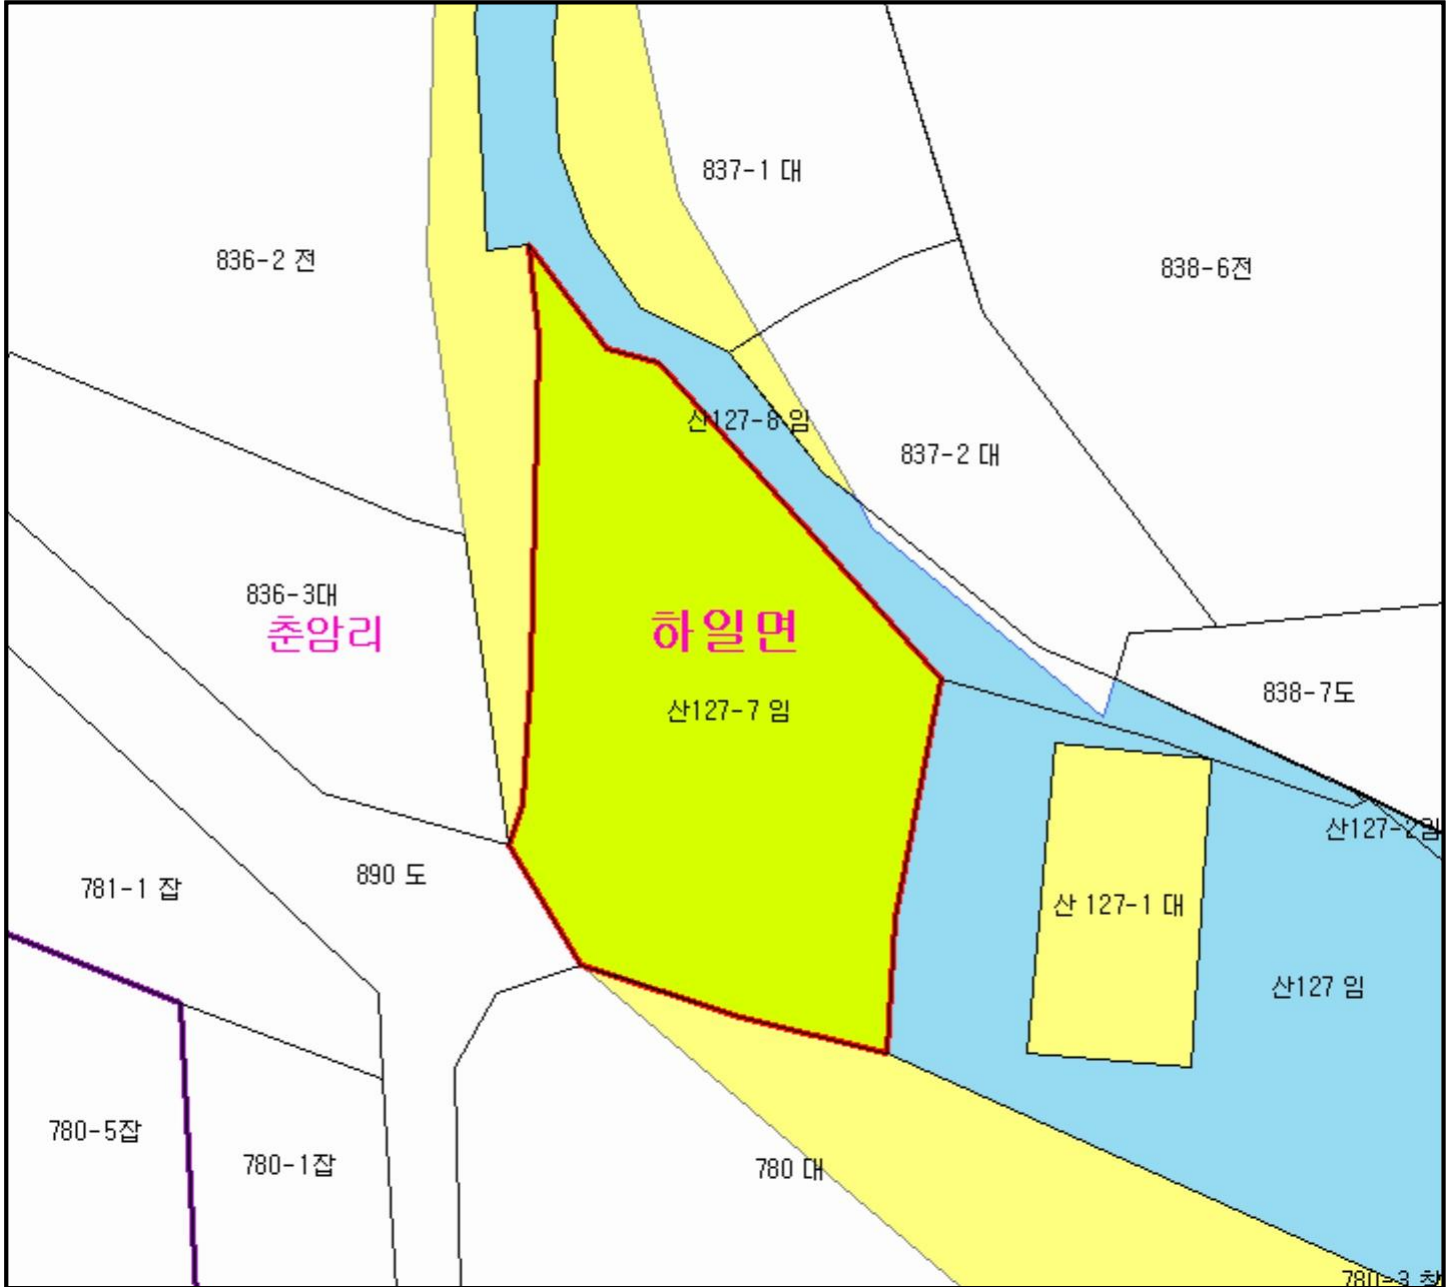 837-1 대
836-2 전
838-6전
산127-8 임
837-2 대
836-3대
춘암리
하일면
838-7도
산127-7 임
산127-2임
890 도
781-1 잡
산 127-1 대
산127 임
780-5잡
780-1잡
780 대
780-3